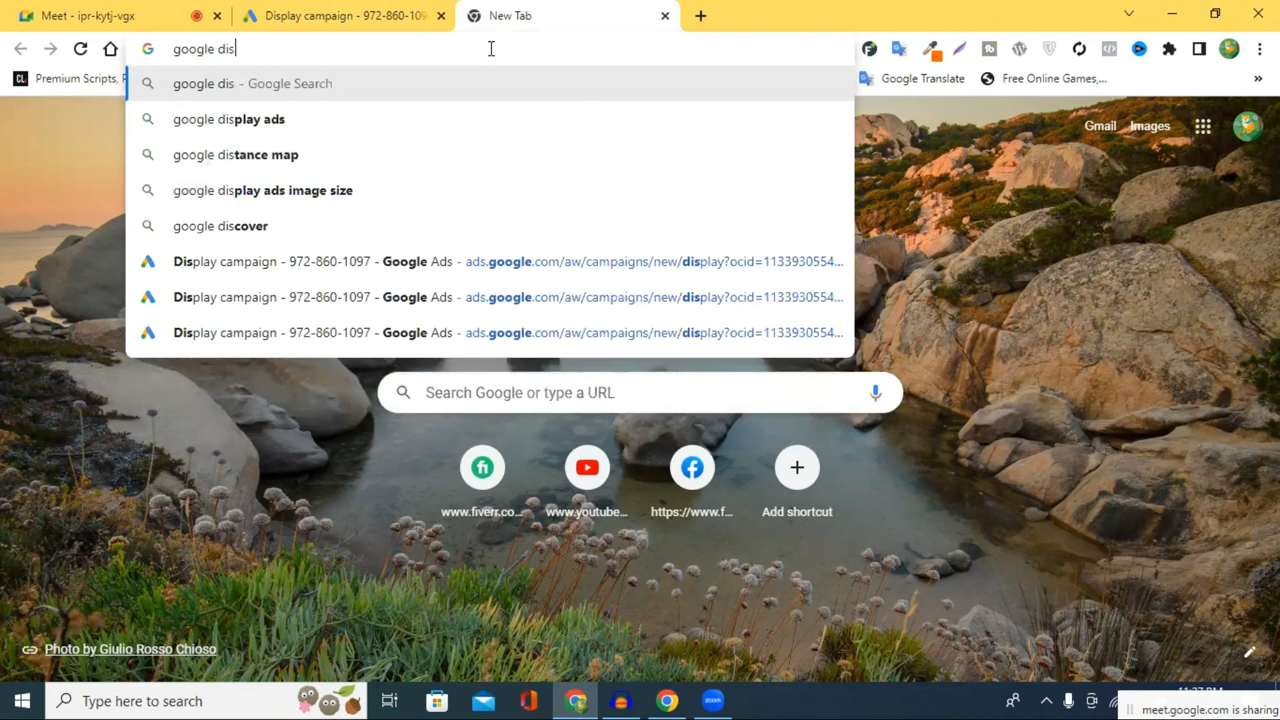 Meet - ipr-kytj-vgx
Display campaign - 972-860-109
New Tab
google dis
Premium Scripts,
Google Translate
Free Online Games,...
»
google dis - Google Search
google display ads
google distance map
google display ads image size
google discover
Display campaign - 972-860-1097 - Google Ads - ads.google.com/aw/campaigns/new/display?ocid=1133930554...
Display campaign - 972-860-1097 - Google Ads - ads.google.com/aw/campaigns/new/display?ocid=1133930554...
Display campaign - 972-860-1097 - Google Ads - ads.google.com/aw/campaigns/new/display?ocid=1133930554...
Gmail Images
Search Google or type a URL
www.fiverr.co...
www.youtube...
https://www.f...
Add shortcut
Photo by Giulio Rosso Chioso
Type here to search
zoom
meet.google.com is sharing